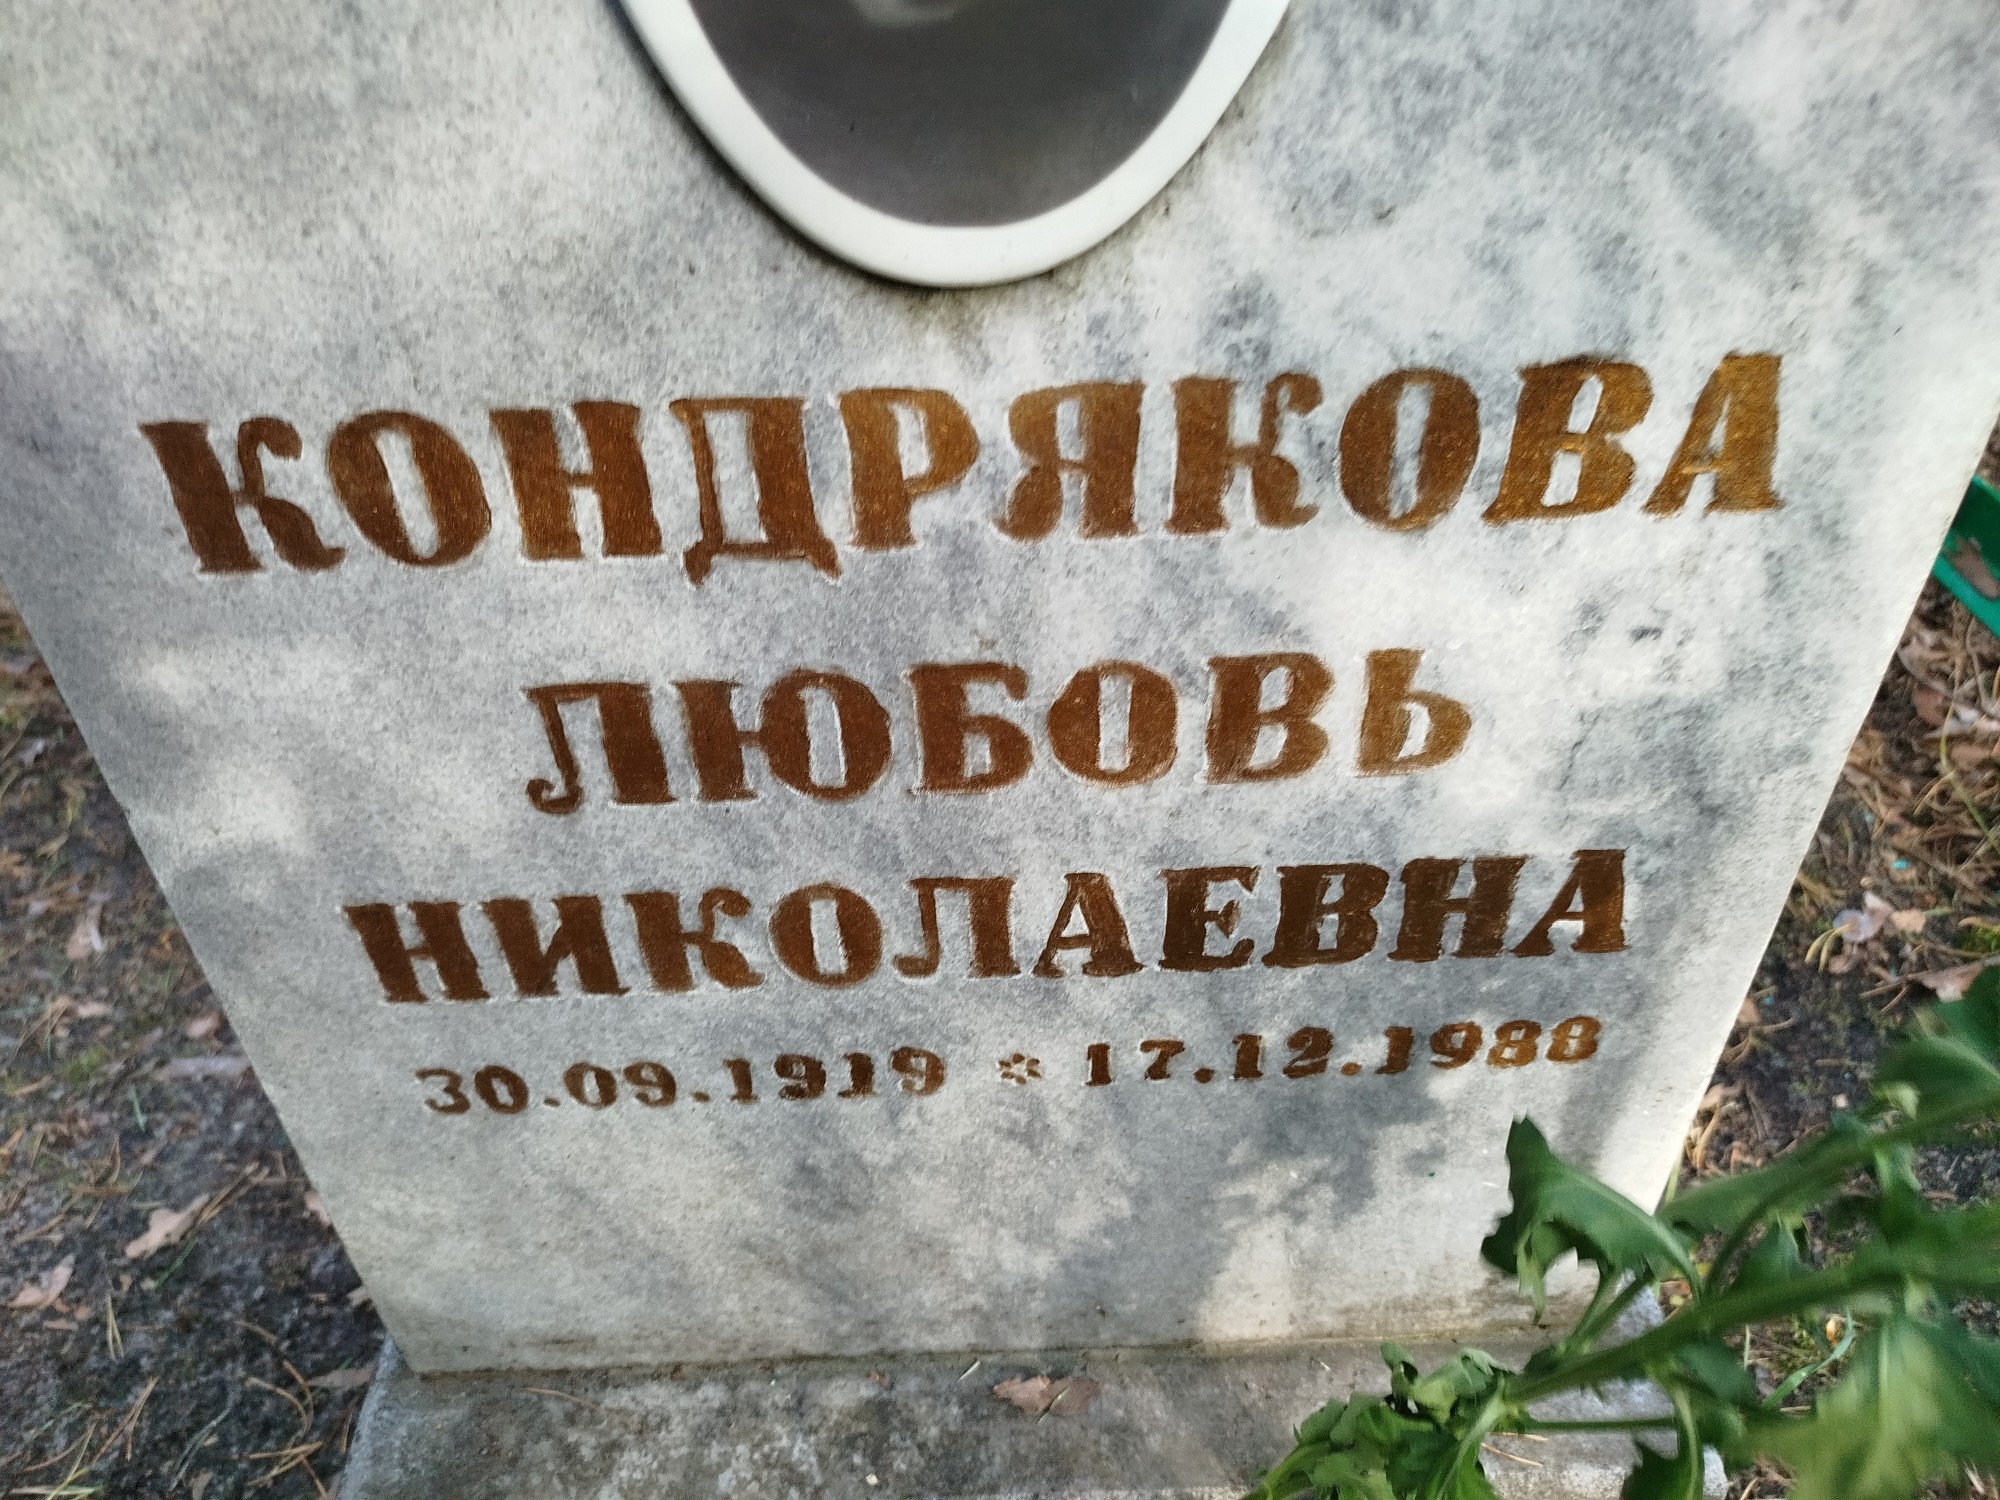 КОНДРЯКОВА
ЛЮБОВЬ
НИКОЛАЕВНА
30.09.1919 * 17.12.1988